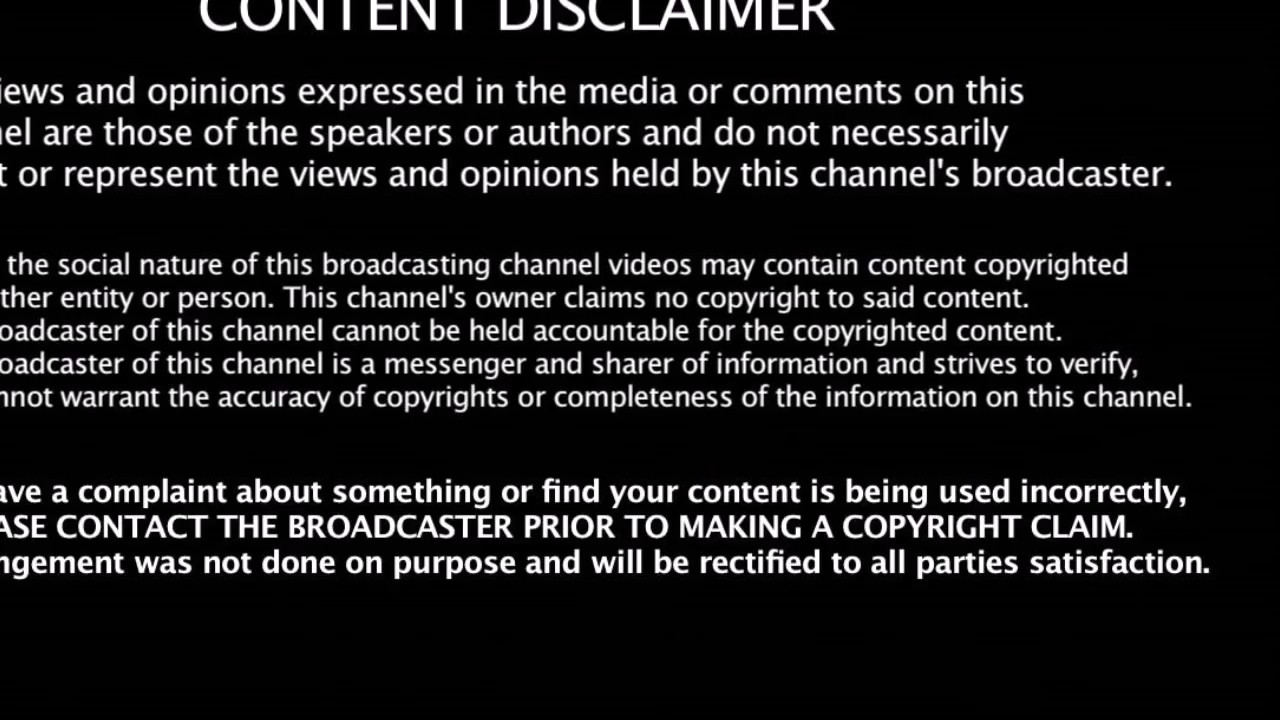 CONTENT DISCLAIMER
iews and opinions expressed in the media or comments on this
nel are those of the speakers or authors and do not necessarily
t or represent the views and opinions held by this channel's broadcaster.
the social nature of this broadcasting channel videos may contain content copyrighted
ther entity or person. This channel's owner claims no copyright to said content.
oadcaster of this channel cannot be held accountable for the copyrighted content.
oadcaster of this channel is a messenger and sharer of information and strives to verify,
nnot warrant the accuracy of copyrights or completeness of the information on this channel.
ave a complaint about something or find your content is being used incorrectly,
ASE CONTACT THE BROADCASTER PRIOR TO MAKING A COPYRIGHT CLAIM.
ngement was not done on purpose and will be rectified to all parties satisfaction.